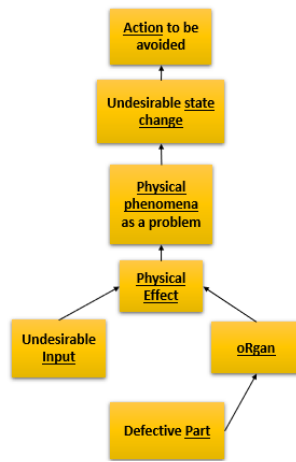 Action to be
avoided
Undesirable state
change
Physical
phenomena
as a problem
Physical
Effect
Undesirable
Input
oRgan
Defective Part